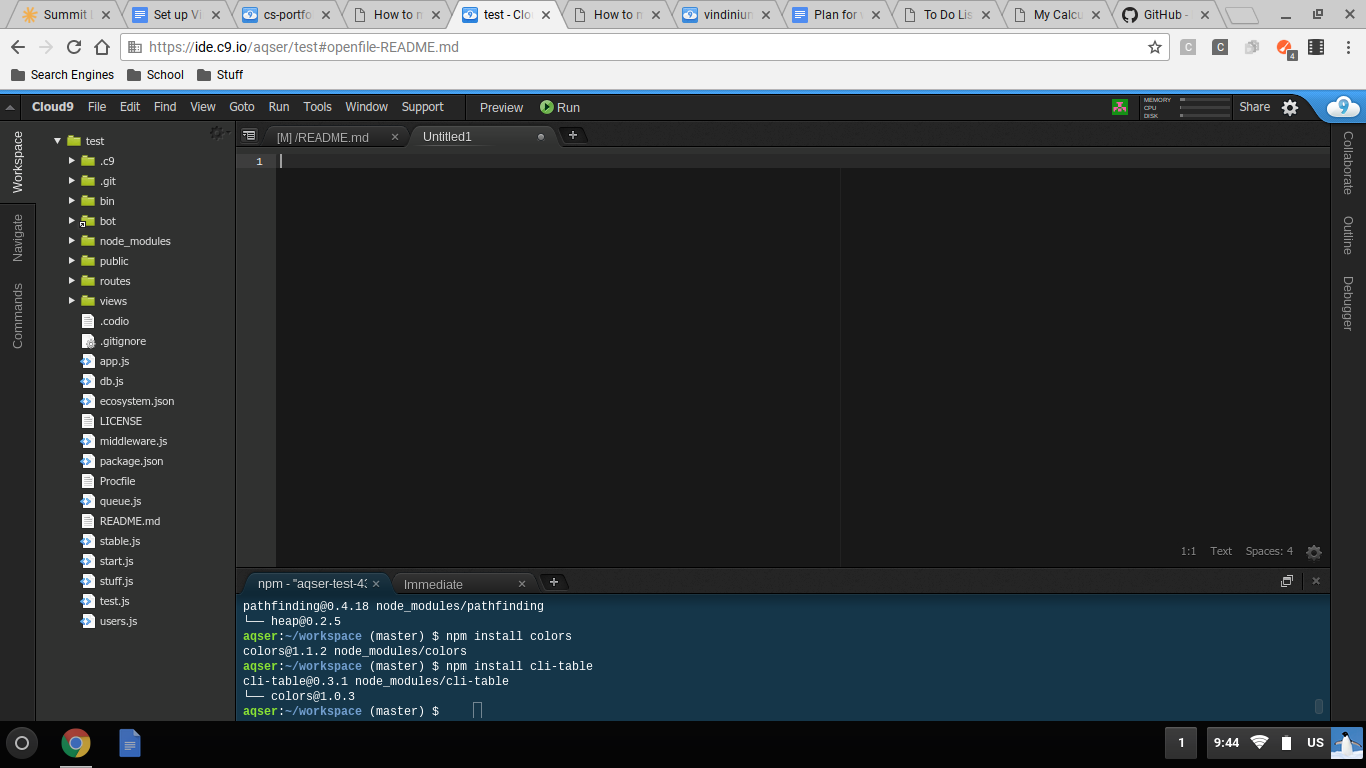 Summit
Set up Vi
cs-portfo
How to m
test - Clo
How to m
vindiniun
Plan for
To Do Lis
My Calcu
GitHub -
https://ide.c9.io/aqser/test#openfile-README.md
C
C
4
Search Engines
School
Stuff
Cloud9 File Edit Find View Goto Run Tools Window Support
Preview
Run
MEMORY
CPU
DISK
Share
9
Workspace
Navigate
Commands
test
.c9
.git
bin
bot
node_modules
public
routes
views
.codio
.gitignore
app.js
db.js
ecosystem.json
LICENSE
middleware.js
package.json
Procfile
queue.js
README.md
stable.js
start.js
stuff.js
test.js
users.js
[M] /README.md
Untitled1
1
1:1 Text Spaces: 4
Collaborate
Outline
Debugger
npm - "aqser-test-43
Immediate
pathfinding@0.4.18 node_modules/pathfinding
└── heap@0.2.5
aqser:~/workspace (master) $ npm install colors
colors@1.1.2 node_modules/colors
aqser:~/workspace (master) $ npm install cli-table
cli-table@0.3.1 node_modules/cli-table
└── colors@1.0.3
aqser:~/workspace (master) $
1
9:44
US